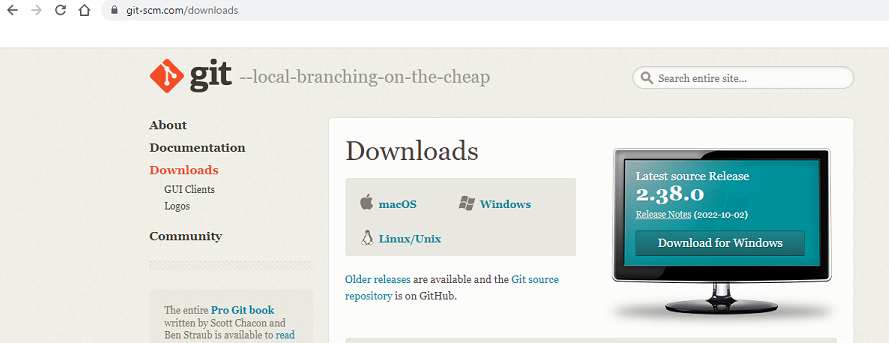 git-scm.com/downloads
git --local-branching-on-the-cheap
Search entire site...
About
Documentation
Downloads
GUI Clients
Logos
Community
The entire Pro Git book
written by Scott Chacon and
Ben Straub is available to read
Downloads
macOS
Windows
Linux/Unix
Older releases are available and the Git source
repository is on GitHub.
Latest source Release
2.38.0
Release Notes (2022-10-02)
Download for Windows